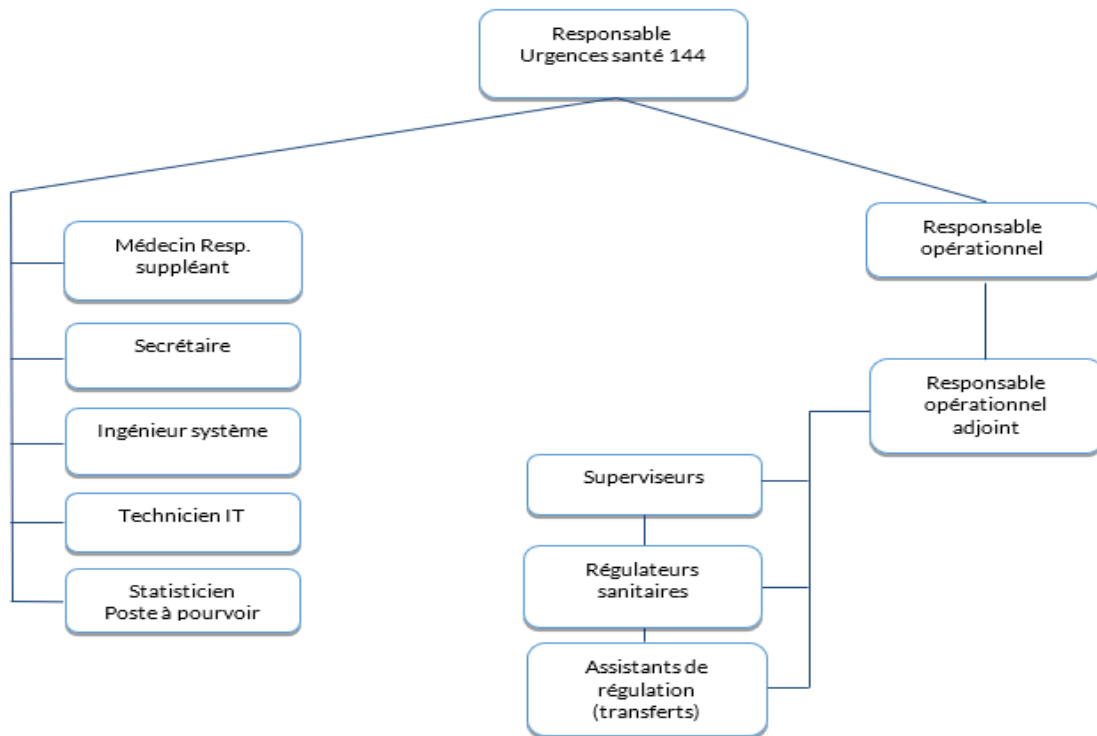 Responsable
Urgences santé 144
Médecin Resp.
suppléant
Secrétaire
Ingénieur système
Technicien IT
Statisticien
Poste à pourvoir
Responsable
opérationnel
Responsable
opérationnel
adjoint
Superviseurs
Régulateurs
sanitaires
Assistants de
régulation
(transferts)